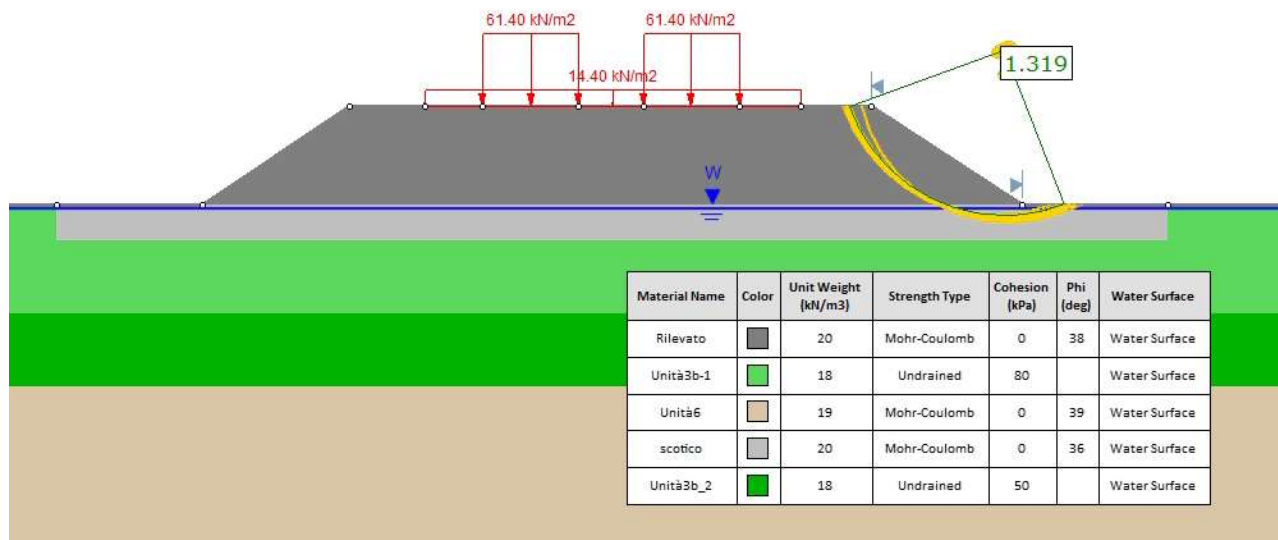 61.40 kN/m2 61.40 kN/m2
14.40 kN/m2
1.319
W
Material Name Color Unit Weight (kN/m3) Strength Type Cohesion (kPa) Phi (deg) Water Surface
Rilevato 20 Mohr-Coulomb 0 38 Water Surface
Unità3b-1 18 Undrained 80 Water Surface
Unità6 19 Mohr-Coulomb 0 39 Water Surface
scotico 20 Mohr-Coulomb 0 36 Water Surface
Unità3b_2 18 Undrained 50 Water Surface